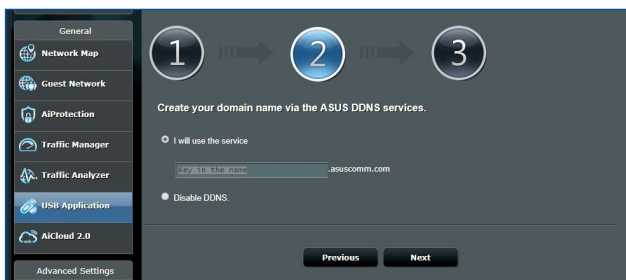 General
Network Map
Guest Network
AiProtection
Traffic Manager
Traffic Analyzer
USB Application
AiCloud 2.0
Advanced Settings
1
2
3
Create your domain name via the ASUS DDNS services.
I will use the service
key in the name .asuscomm.com
Disable DDNS.
Previous
Next